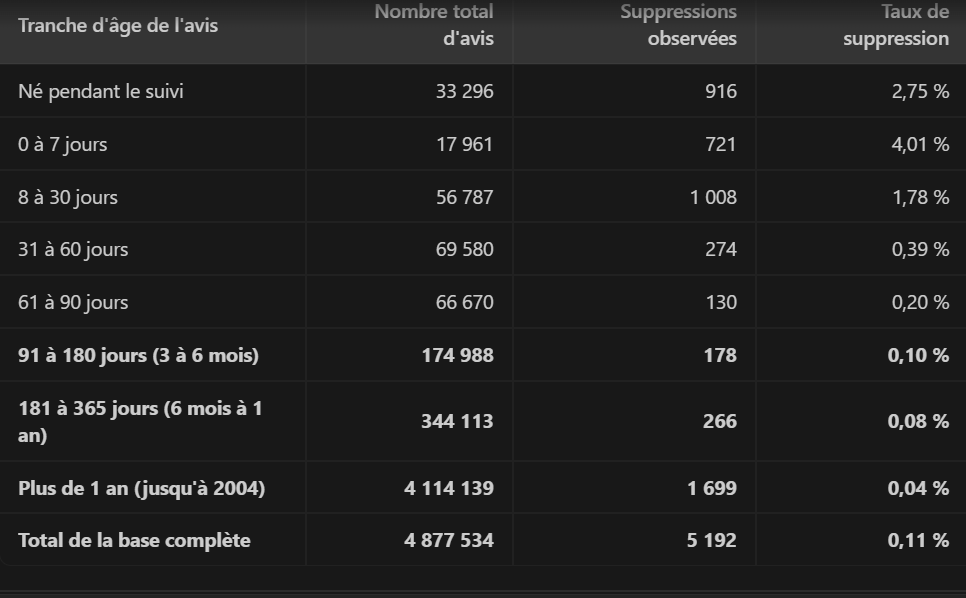 Tranche d'âge de l'avis | Nombre total d'avis | Suppressions observées | Taux de suppression
Né pendant le suivi | 33 296 | 916 | 2,75 %
0 à 7 jours | 17 961 | 721 | 4,01 %
8 à 30 jours | 56 787 | 1 008 | 1,78 %
31 à 60 jours | 69 580 | 274 | 0,39 %
61 à 90 jours | 66 670 | 130 | 0,20 %
91 à 180 jours (3 à 6 mois) | 174 988 | 178 | 0,10 %
181 à 365 jours (6 mois à 1 an) | 344 113 | 266 | 0,08 %
Plus de 1 an (jusqu'à 2004) | 4 114 139 | 1 699 | 0,04 %
Total de la base complète | 4 877 534 | 5 192 | 0,11 %